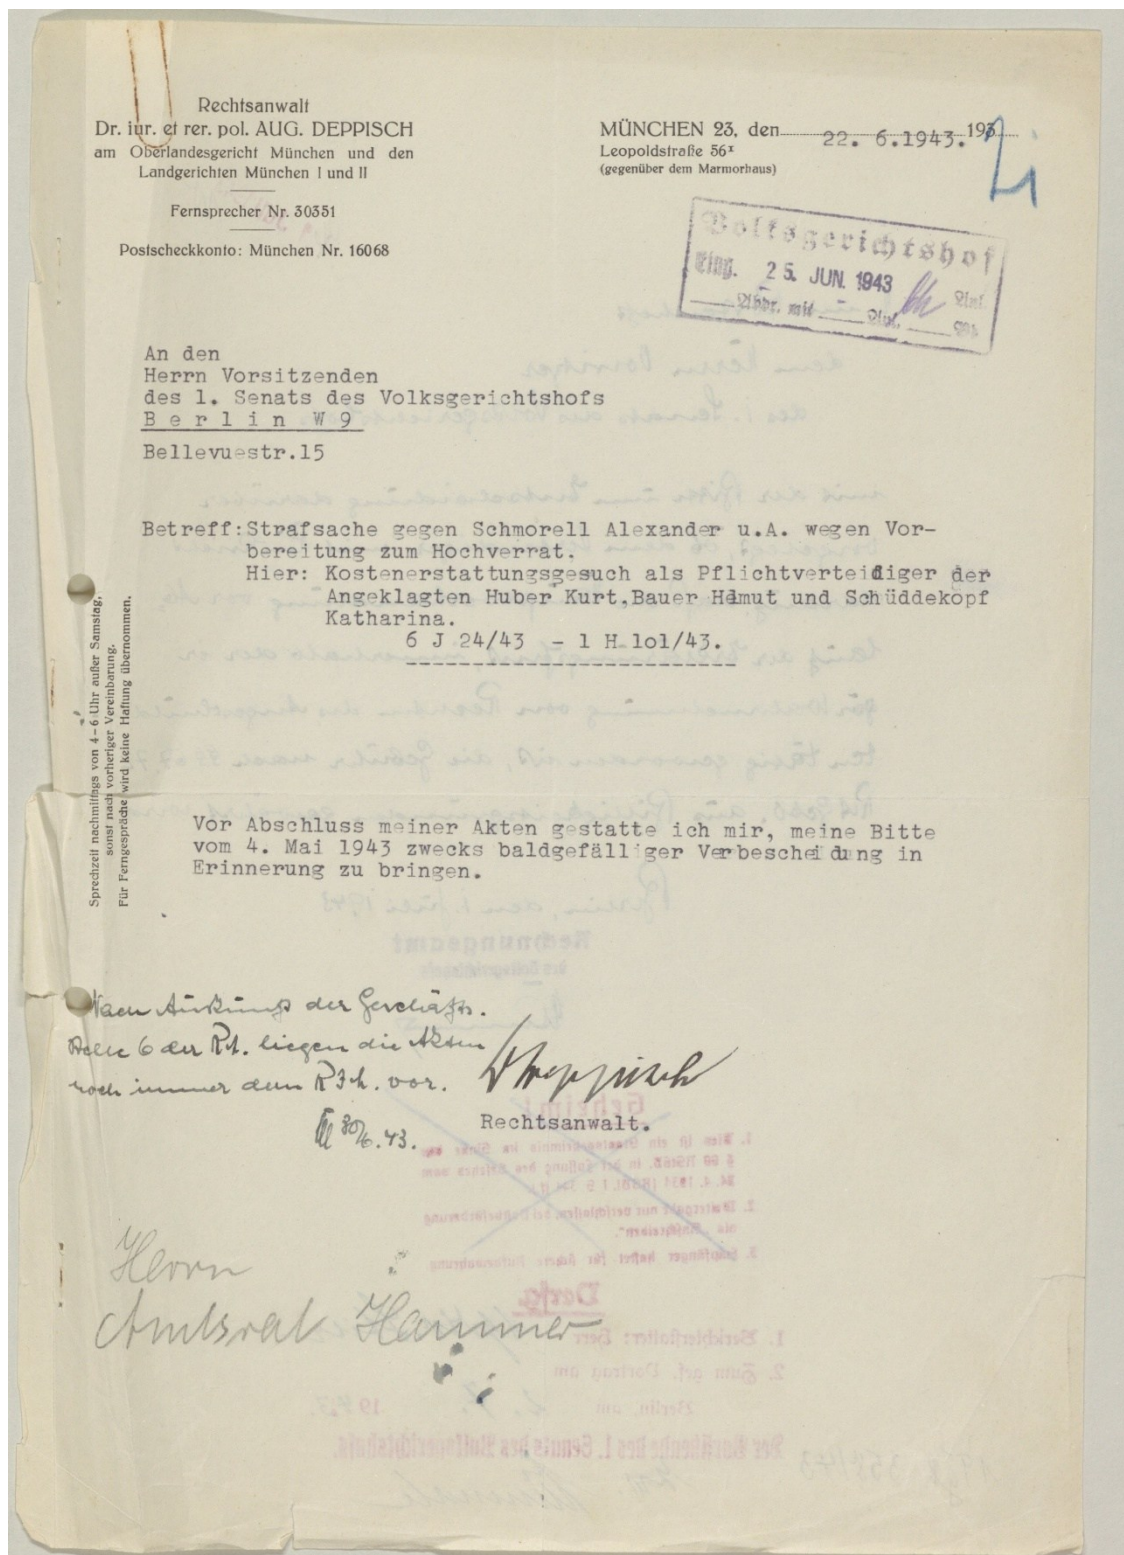 Rechtsanwalt
Dr. iur. et rer. pol. AUG. DEPPISCH
am Oberlandesgericht München und den
Landgerichten München I und II
Fernsprecher Nr. 30351
Postscheckkonto: München Nr. 16068
MÜNCHEN 23, den 22. 6.1943. 193
Leopoldstraße 56I
(gegenüber dem Marmorhaus)
Volksgerichtshof
Eing. 25. JUN. 1943
Abdr. mit Anl.
An den
Herrn Vorsitzenden
des 1. Senats des Volksgerichtshofs
Berlin W 9
Bellevuestr.15
Betreff:Strafsache gegen Schmorell Alexander u.A. wegen Vor-
bereitung zum Hochverrat.
Hier: Kostenerstattungsgesuch als Pflichtverteidiger der
Angeklagten Huber Kurt,Bauer Helmut und Schüddekopf
Katharina.
6 J 24/43 - 1 H 101/43.
Sprechzeit nachmittags von 4–6 Uhr außer Samstag,
sonst nach vorheriger Vereinbarung.
Für Ferngespräche wird keine Haftung übernommen.
Vor Abschluss meiner Akten gestatte ich mir, meine Bitte
vom 4. Mai 1943 zwecks baldgefälliger Verbescheidung in
Erinnerung zu bringen.
Nach Auskunft der Geschäfts-
stelle 6 der RA. liegen die Akten
noch immer dem RJM. vor.
30/6.43.
Deppisch
Rechtsanwalt.
Herrn
Amtsrat Hammer